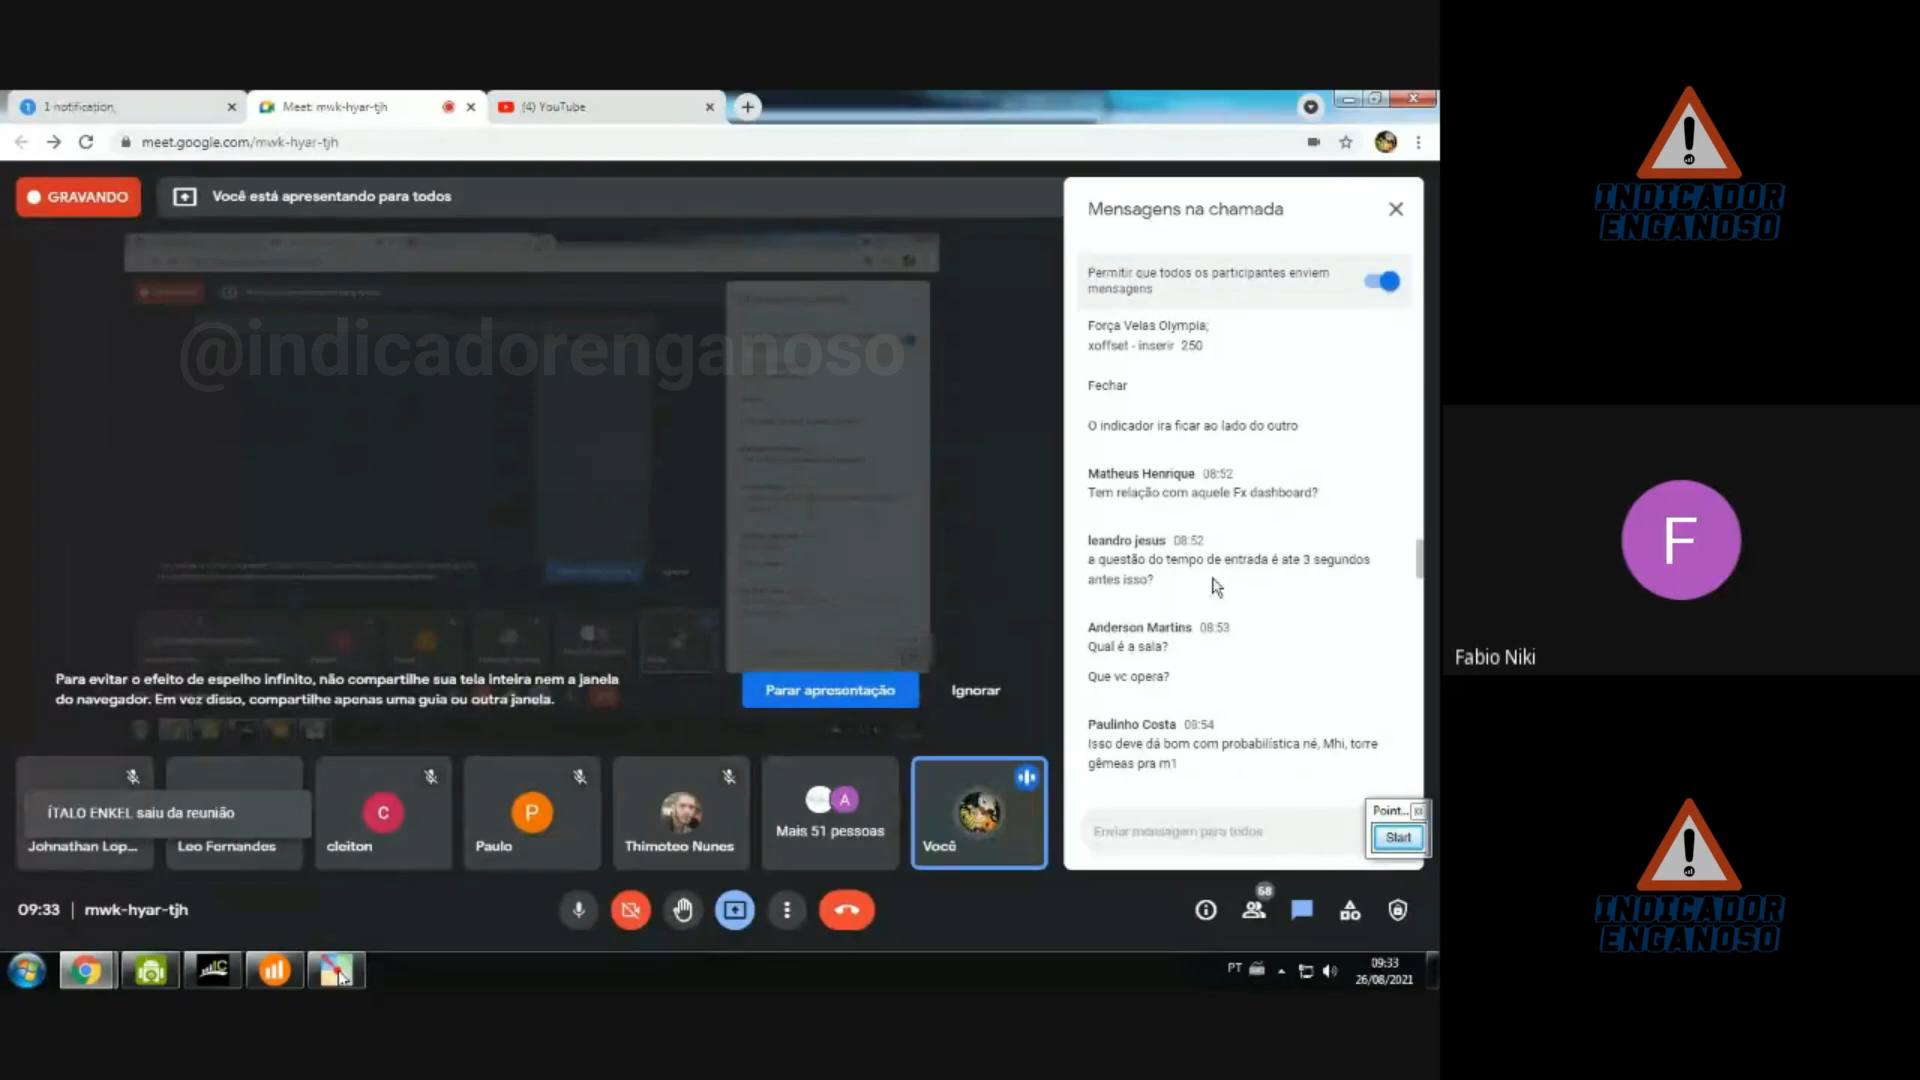 1 notification,
Meet: mwk-hyar-tjh
(4) YouTube
meet.google.com/mwk-hyar-tjh
GRAVANDO
Você está apresentando para todos
@indicadorenganoso
Para evitar o efeito de espelho infinito, não compartilhe sua tela inteira nem a janela
do navegador. Em vez disso, compartilhe apenas uma guia ou outra janela.
Parar apresentação
Ignorar
Mensagens na chamada
Permitir que todos os participantes enviem
mensagens
Força Velas Olympia;
xoffset - inserir 250
Fechar
O indicador ira ficar ao lado do outro
Matheus Henrique 08:52
Tem relação com aquele Fx dashboard?
leandro jesus 08:52
a questão do tempo de entrada é ate 3 segundos
antes isso?
Anderson Martins 08:53
Qual é a sala?
Que vc opera?
Paulinho Costa 08:54
Isso deve dá bom com probabilística né, Mhi, torre
gêmeas pra m1
Enviar mensagem para todos
Point...
Start
ÍTALO ENKEL saiu da reunião
Johnathan Lop...
Leo Fernandes
C
cleiton
P
Paulo
Thimoteo Nunes
A
Mais 51 pessoas
Você
09:33 | mwk-hyar-tjh
68
PT
09:33
26/08/2021
INDICADOR
ENGANOSO
F
Fabio Niki
INDICADOR
ENGANOSO